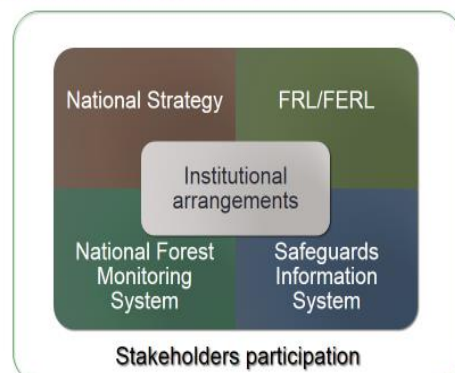 National Strategy
FRL/FERL
Institutional
arrangements
National Forest
Monitoring
System
Safeguards
Information
System
Stakeholders participation